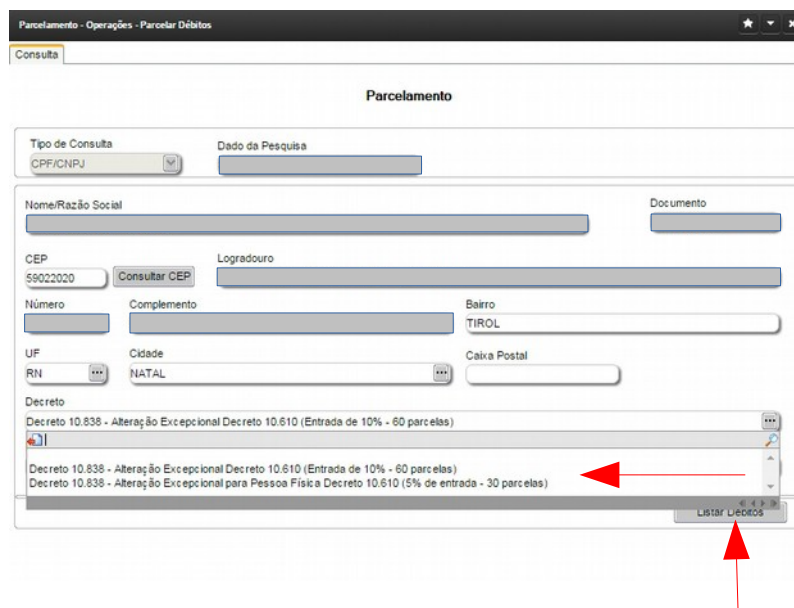 Parcelamento - Operações - Parcelar Débitos
Consulta
Parcelamento
Tipo de Consulta
Dado da Pesquisa
CPF/CNPJ
Nome/Razão Social
Documento
CEP
Logradouro
59022020
Consultar CEP
Número
Complemento
Bairro
TIROL
UF
Cidade
Caixa Postal
RN
NATAL
Decreto
Decreto 10.838 - Alteração Excepcional Decreto 10.610 (Entrada de 10% - 60 parcelas)
Decreto 10.838 - Alteração Excepcional Decreto 10.610 (Entrada de 10% - 60 parcelas)
Decreto 10.838 - Alteração Excepcional para Pessoa Física Decreto 10.610 (5% de entrada - 30 parcelas)
Listar Débitos